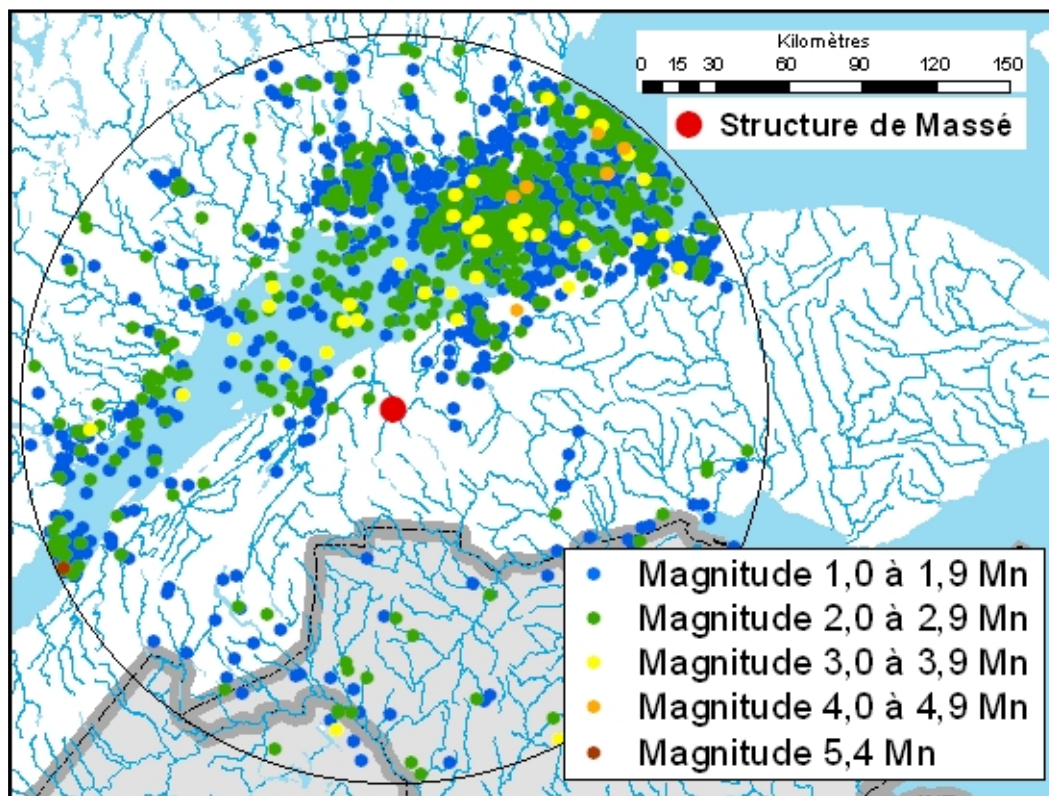 Kilomètres
0 15 30 60 90 120 150
Structure de Massé
Magnitude 1,0 à 1,9 Mn
Magnitude 2,0 à 2,9 Mn
Magnitude 3,0 à 3,9 Mn
Magnitude 4,0 à 4,9 Mn
Magnitude 5,4 Mn